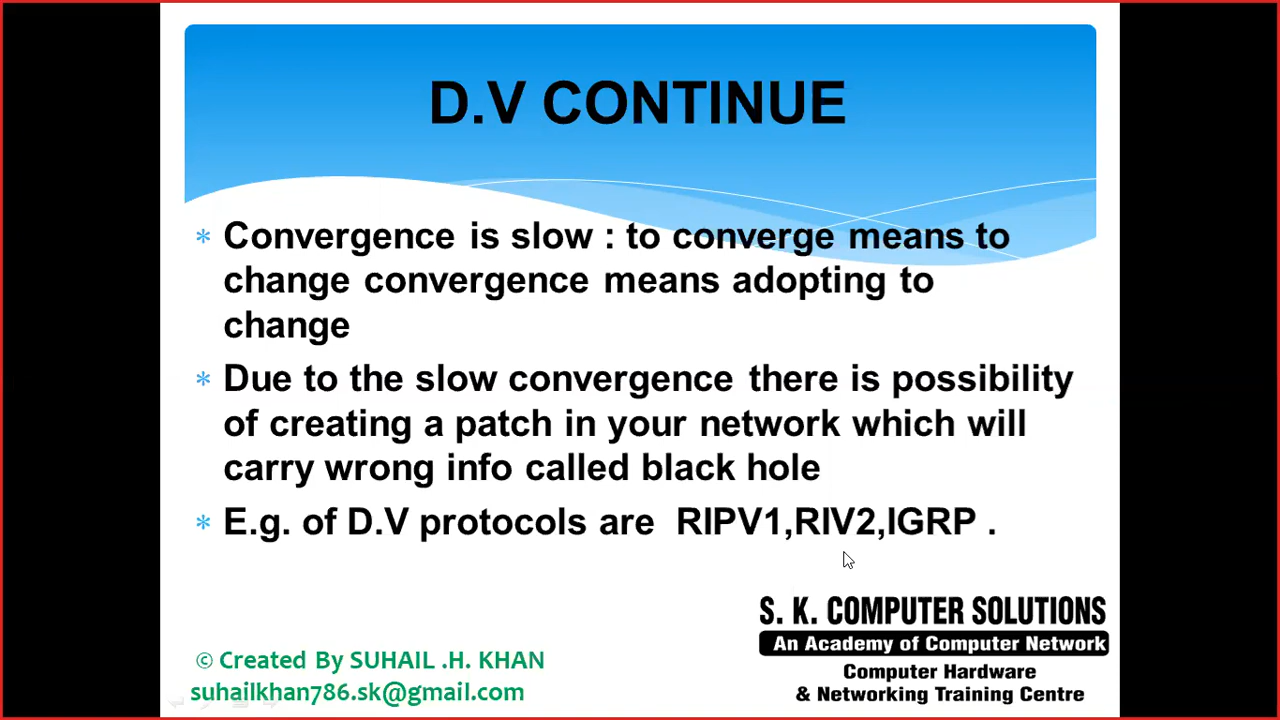 D.V CONTINUE
* Convergence is slow : to converge means to
change convergence means adopting to
change
* Due to the slow convergence there is possibility
of creating a patch in your network which will
carry wrong info called black hole
* E.g. of D.V protocols are RIPV1,RIV2,IGRP .
S. K. COMPUTER SOLUTIONS
An Academy of Computer Network
Computer Hardware
& Networking Training Centre
© Created By SUHAIL .H. KHAN
suhailkhan786.sk@gmail.com